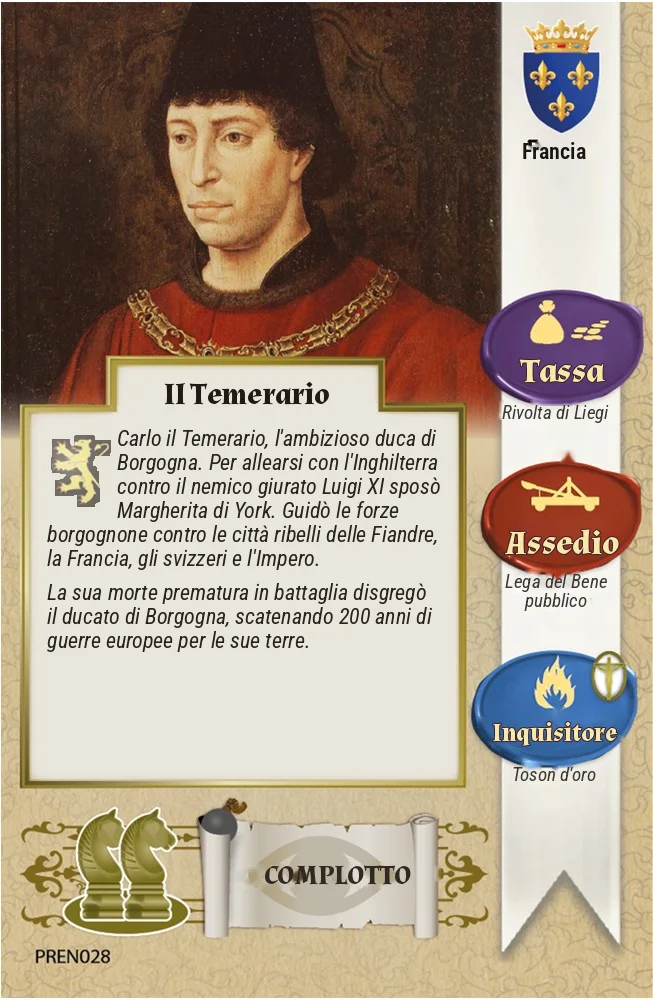 Francia
Tassa
Rivolta di Liegi
Il Temerario
Carlo il Temerario, l'ambizioso duca di
Borgogna. Per allearsi con l'Inghilterra
contro il nemico giurato Luigi XI sposò
Margherita di York. Guidò le forze
borgognone contro le città ribelli delle Fiandre,
la Francia, gli svizzeri e l'Impero.
La sua morte prematura in battaglia disgregò
il ducato di Borgogna, scatenando 200 anni di
guerre europee per le sue terre.
Assedio
Lega del Bene
pubblico
Inquisitore
Toson d'oro
COMPLOTTO
PREN028